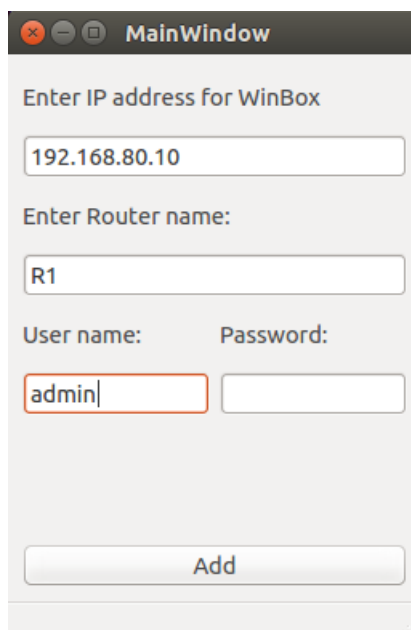 MainWindow
Enter IP address for WinBox
192.168.80.10
Enter Router name:
R1
User name: Password:
admin
Add